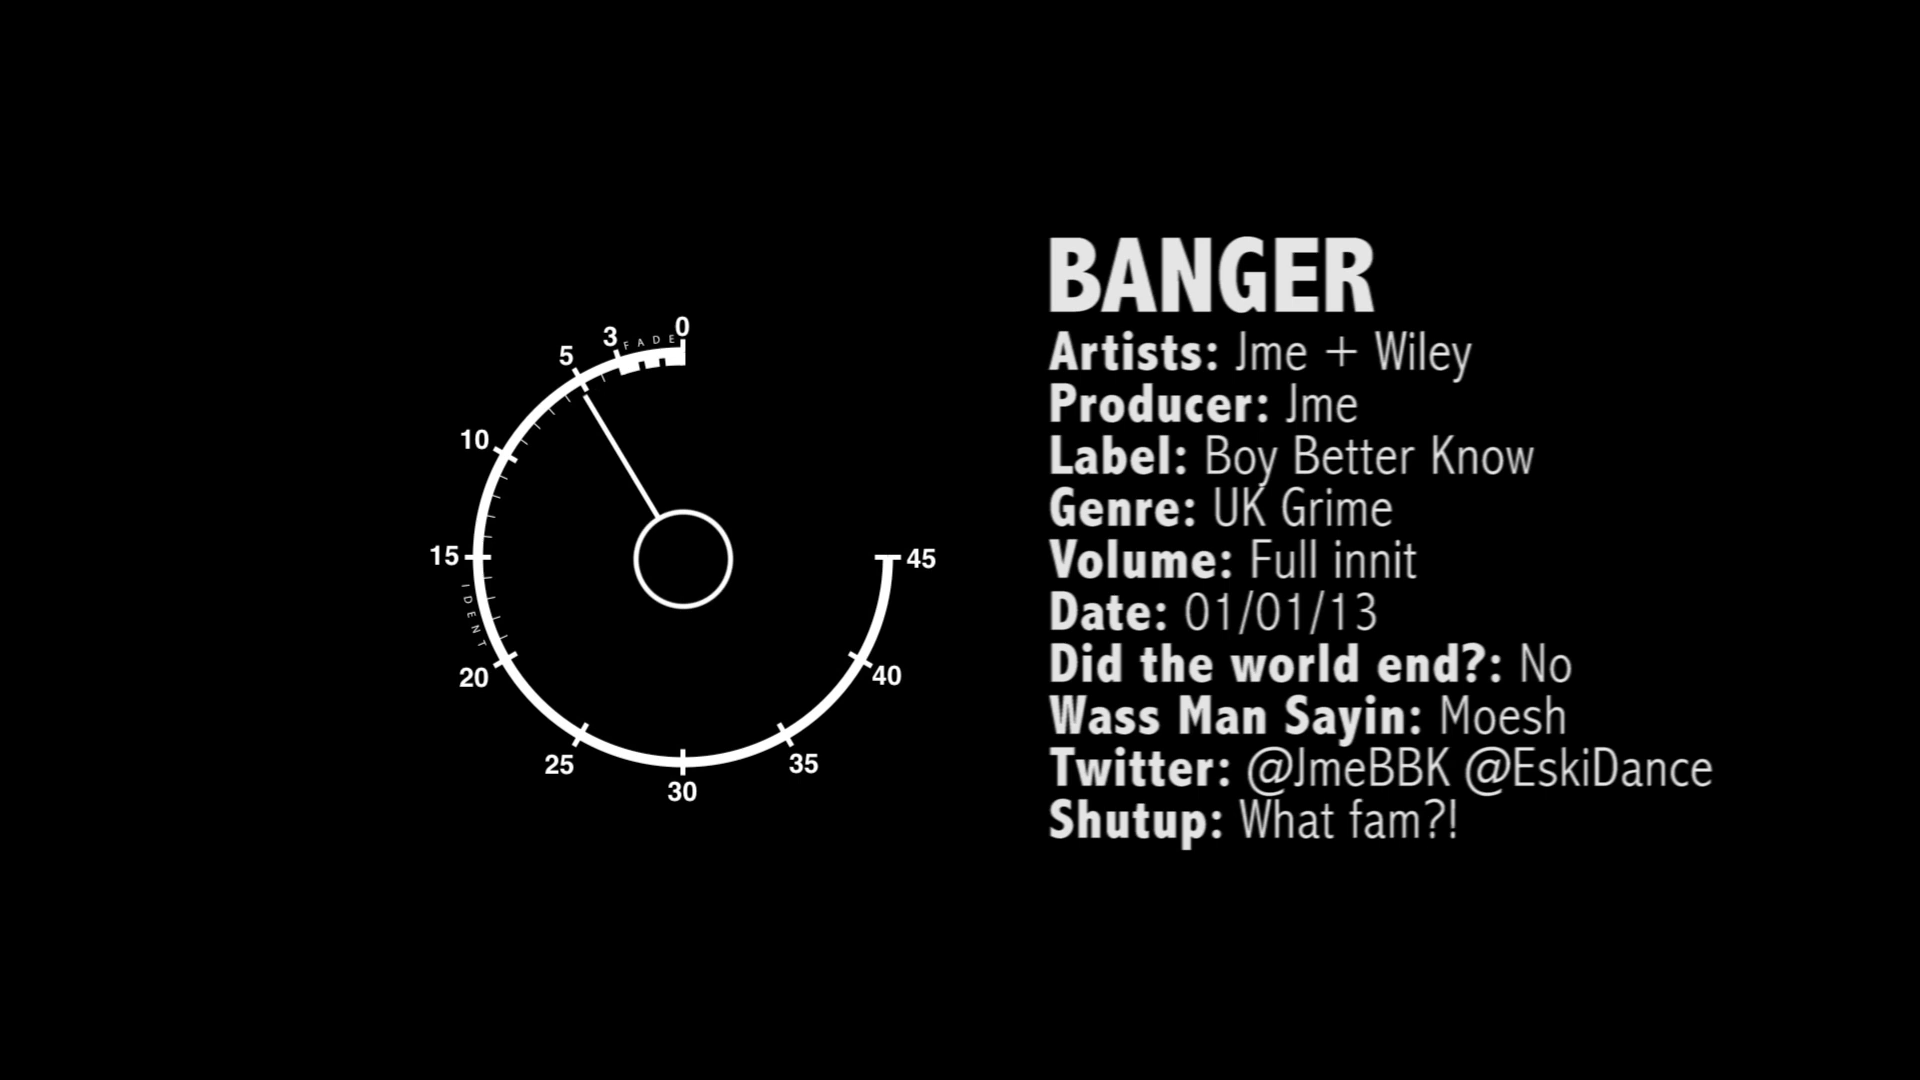 0
3
FADE
5
10
15
IDENT
20
25
30
35
40
45
BANGER
Artists: Jme + Wiley
Producer: Jme
Label: Boy Better Know
Genre: UK Grime
Volume: Full innit
Date: 01/01/13
Did the world end?: No
Wass Man Sayin: Moesh
Twitter: @JmeBBK @EskiDance
Shutup: What fam?!